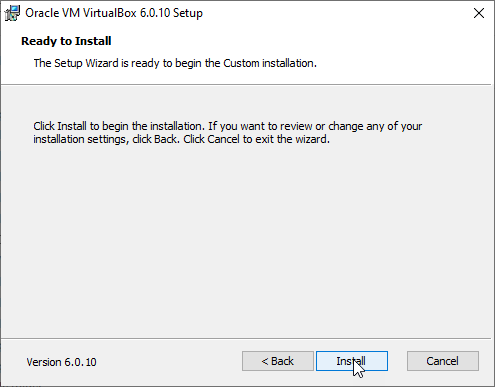 Oracle VM VirtualBox 6.0.10 Setup
Ready to Install
The Setup Wizard is ready to begin the Custom installation.
Click Install to begin the installation. If you want to review or change any of your
installation settings, click Back. Click Cancel to exit the wizard.
Version 6.0.10
< Back
Install
Cancel